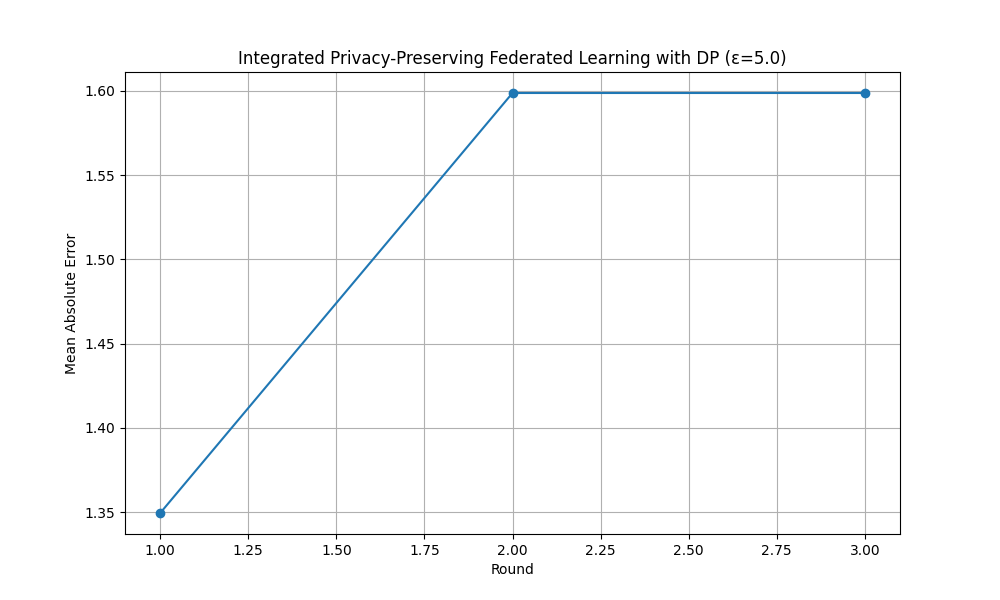 Integrated Privacy-Preserving Federated Learning with DP (ε=5.0)
Mean Absolute Error
1.60
1.55
1.50
1.45
1.40
1.35
1.00 1.25 1.50 1.75 2.00 2.25 2.50 2.75 3.00
Round